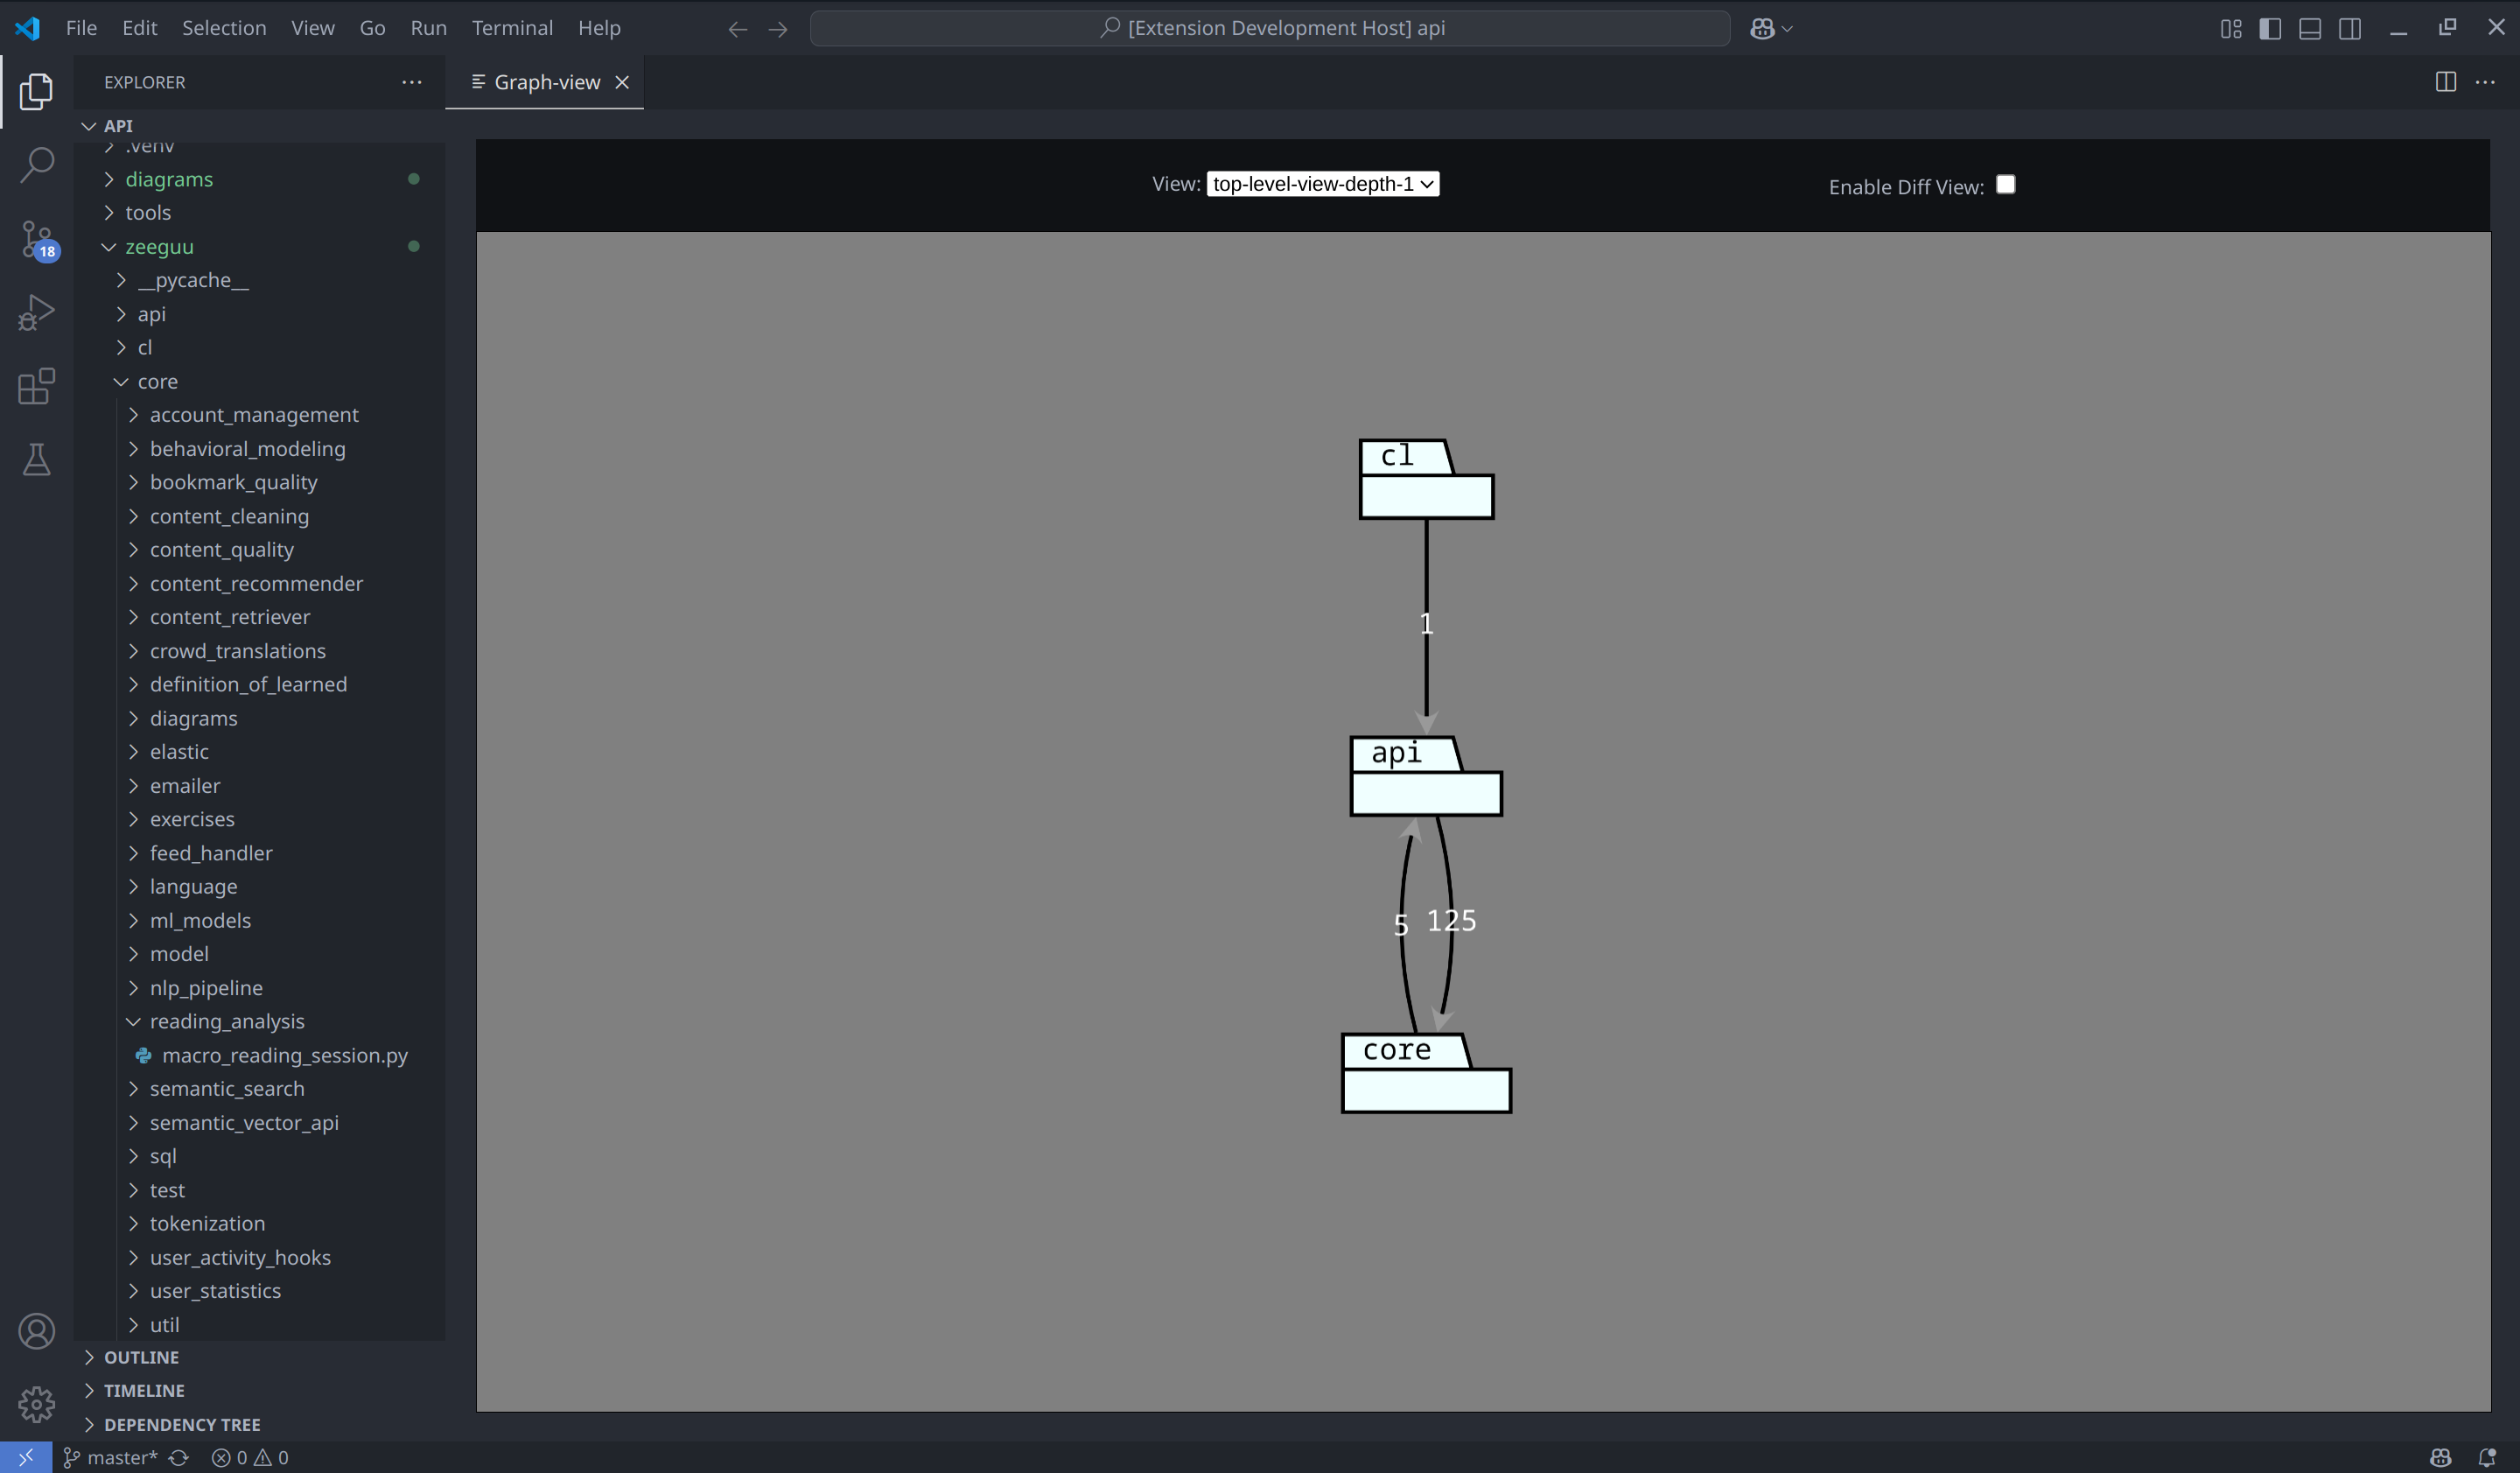 File Edit Selection View Go Run Terminal Help [Extension Development Host] api
EXPLORER
Graph-view
API
.venv
diagrams
tools
zeeguu
__pycache__
api
cl
core
account_management
behavioral_modeling
bookmark_quality
content_cleaning
content_quality
content_recommender
content_retriever
crowd_translations
definition_of_learned
diagrams
elastic
emailer
exercises
feed_handler
language
ml_models
model
nlp_pipeline
reading_analysis
macro_reading_session.py
semantic_search
semantic_vector_api
sql
test
tokenization
user_activity_hooks
user_statistics
util
OUTLINE
TIMELINE
DEPENDENCY TREE
18
View: top-level-view-depth-1 Enable Diff View:
cl
1
api
5 125
core
master* 0 0